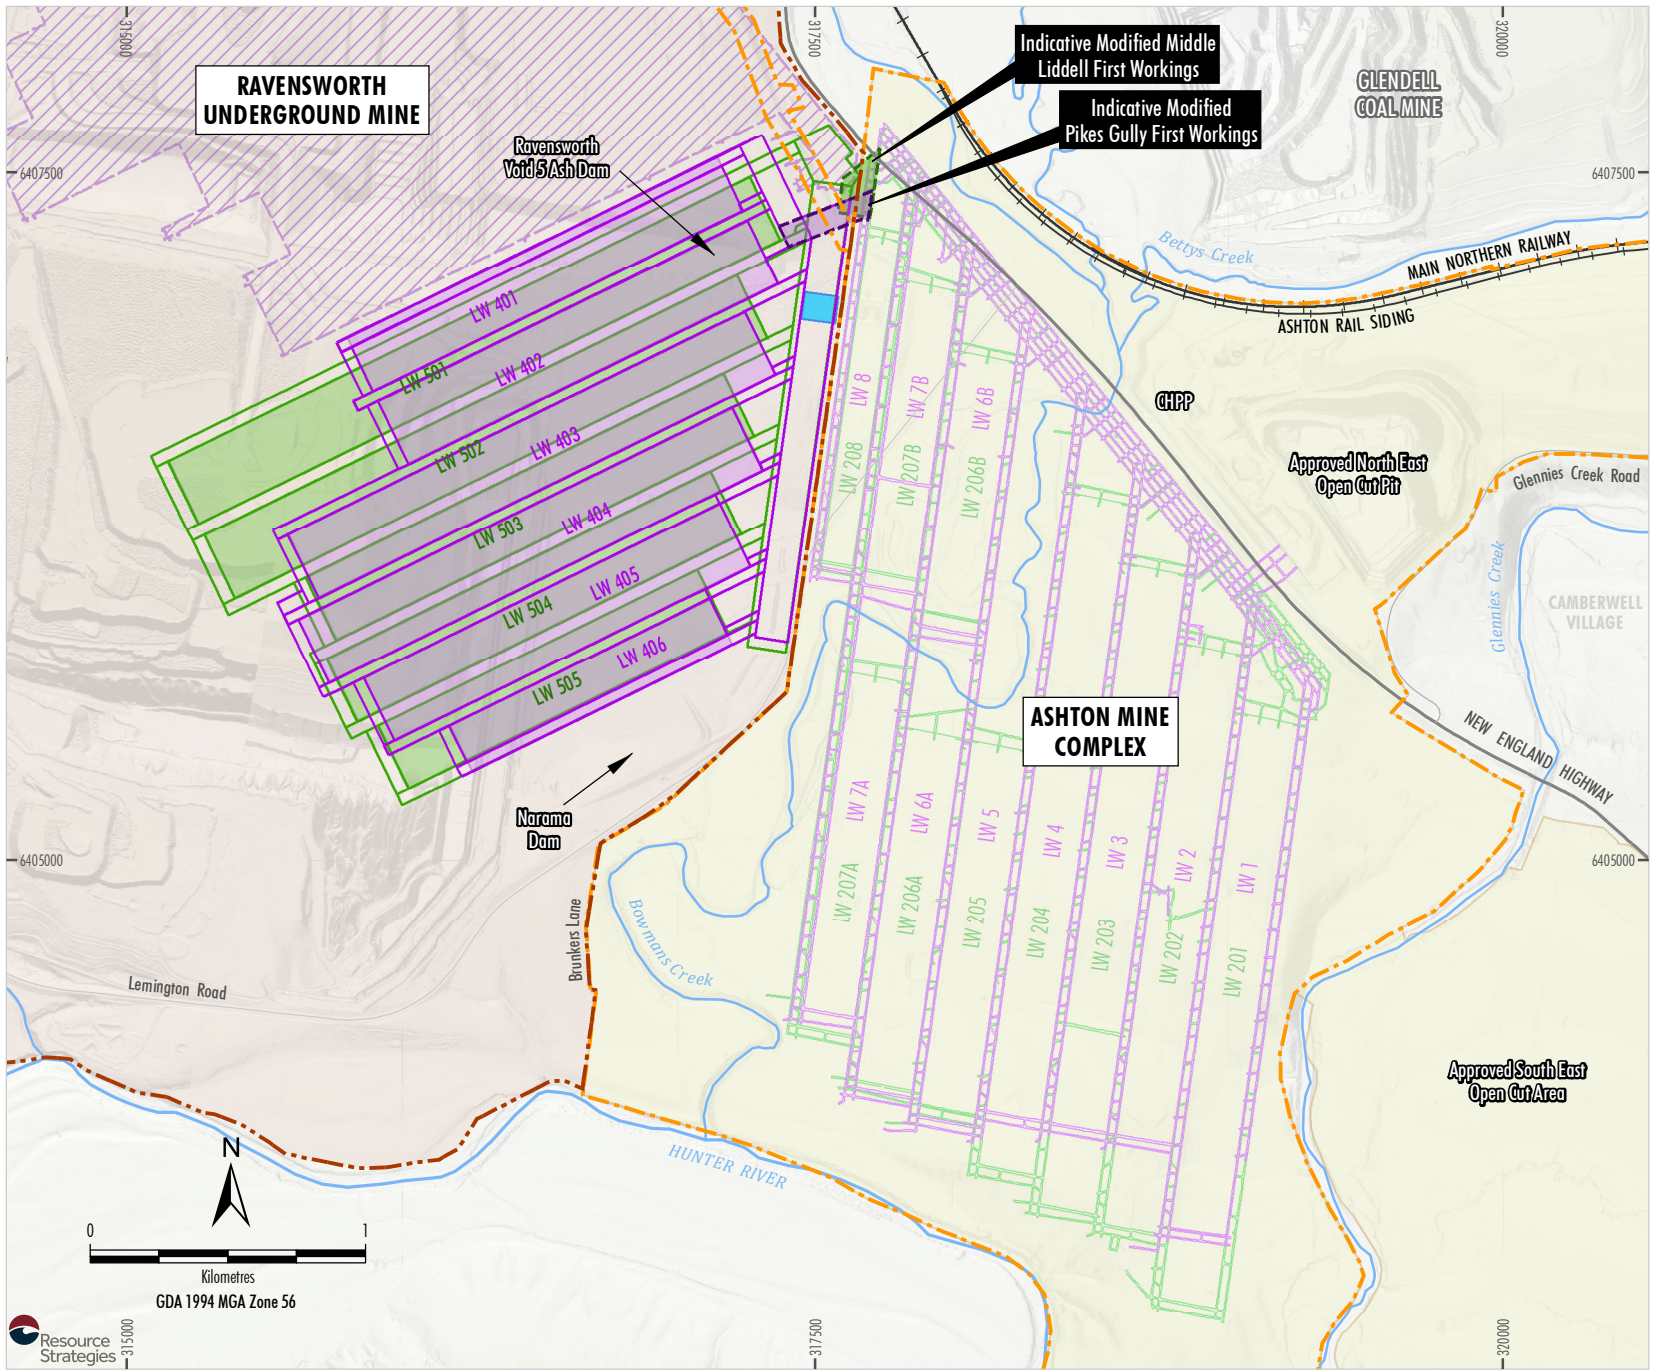 315000
317500
320000
Indicative Modified Middle
Liddell First Workings
Indicative Modified
Pikes Gully First Workings
GLENDELL
COAL MINE
RAVENSWORTH
UNDERGROUND MINE
Ravensworth
Void 5 Ash Dam
6407500
6407500
Bettys Creek
MAIN NORTHERN RAILWAY
ASHTON RAIL SIDING
LW 401
LW 501
LW 402
LW 502
LW 403
LW 503
LW 404
LW 504
LW 405
LW 505
LW 406
LW 8
LW 7B
LW 6B
LW 208
LW 207B
LW 206B
CHPP
Approved North East
Open Cut Pit
Glennies Creek Road
Glennies Creek
CAMBERWELL
VILLAGE
ASHTON MINE
COMPLEX
NEW ENGLAND HIGHWAY
Narama
Dam
LW 7A
LW 6A
LW 5
LW 4
LW 3
LW 2
LW 1
LW 207A
LW 206A
LW 205
LW 204
LW 203
LW 202
LW 201
6405000
6405000
Brunkers Lane
Bowmans Creek
Lemington Road
Approved South East
Open Cut Area
HUNTER RIVER
N
0
1
Kilometres
GDA 1994 MGA Zone 56
Resource
Strategies
315000
317500
320000